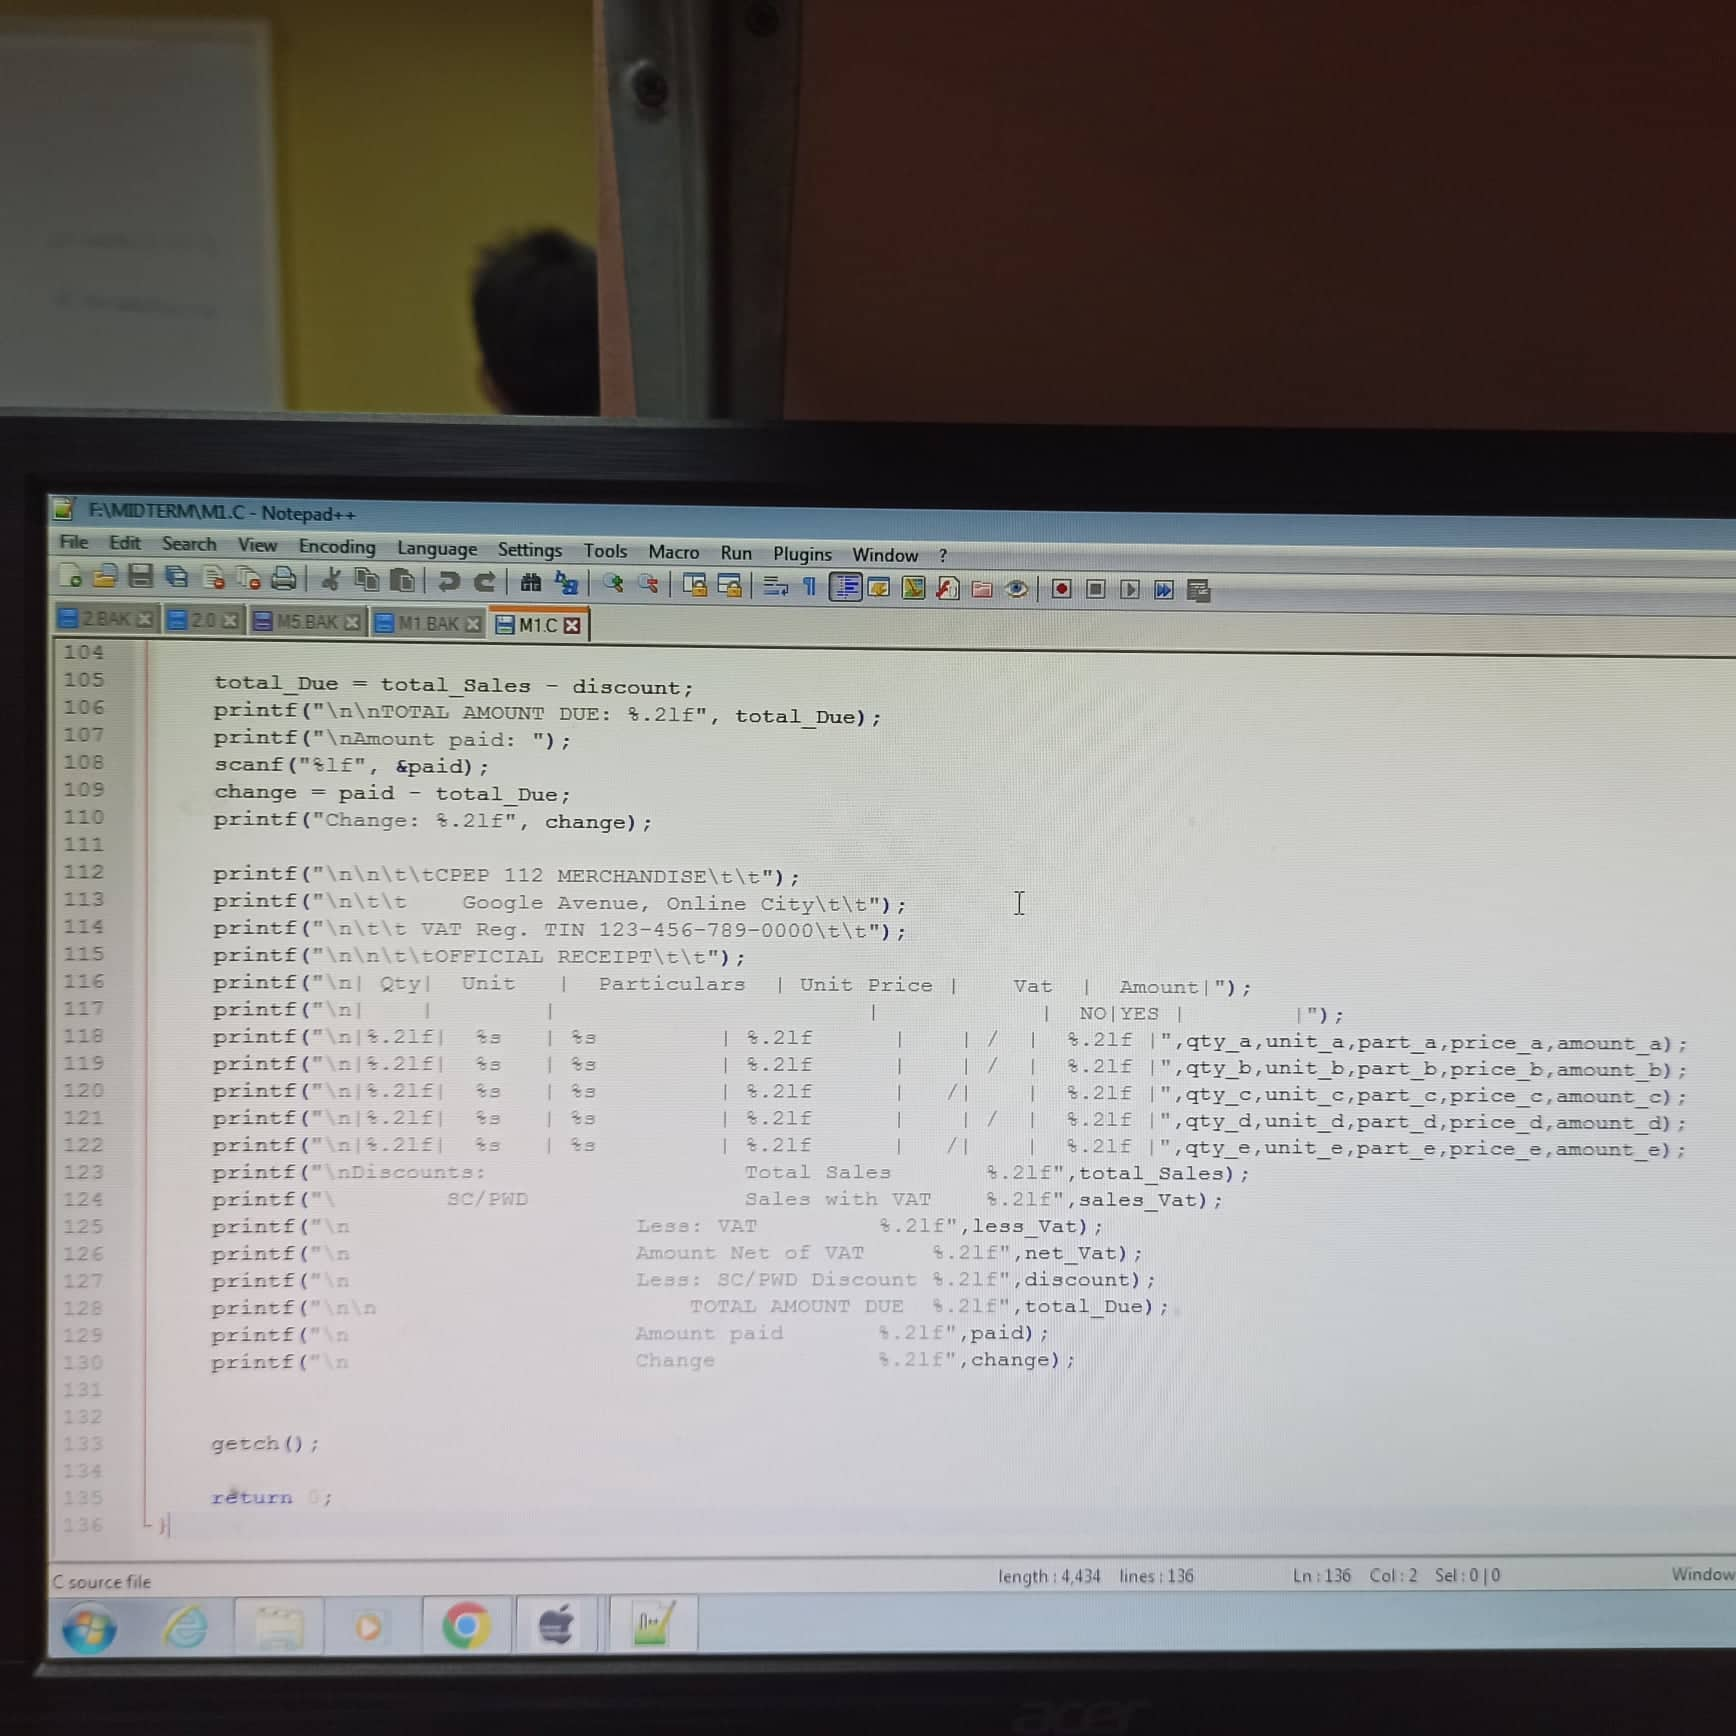 F:\MIDTERM\M1.C - Notepad++
File Edit Search View Encoding Language Settings Tools Macro Run Plugins Window ?
2.BAK 2.0 M5.BAK M1.BAK M1.C
104
105 total_Due = total_Sales - discount;
106 printf("\n\nTOTAL AMOUNT DUE: %.2lf", total_Due);
107 printf("\nAmount paid: ");
108 scanf("%lf", &paid);
109 change = paid - total_Due;
110 printf("Change: %.2lf", change);
111
112 printf("\n\n\t\tCPEP 112 MERCHANDISE\t\t");
113 printf("\n\t\t    Google Avenue, Online City\t\t");
114 printf("\n\t\t VAT Reg. TIN 123-456-789-0000\t\t");
115 printf("\n\n\t\tOFFICIAL RECEIPT\t\t");
116 printf("\n| Qty|  Unit   |  Particulars  | Unit Price |    Vat  |  Amount|");
117 printf("\n|    |        |                       |            |  NO|YES |        |");
118 printf("\n|%.2lf|  %s   | %s         | %.2lf      |    | /  |  %.2lf |",qty_a,unit_a,part_a,price_a,amount_a);
119 printf("\n|%.2lf|  %s   | %s         | %.2lf      |    | /  |  %.2lf |",qty_b,unit_b,part_b,price_b,amount_b);
120 printf("\n|%.2lf|  %s   | %s         | %.2lf      |   /|    |  %.2lf |",qty_c,unit_c,part_c,price_c,amount_c);
121 printf("\n|%.2lf|  %s   | %s         | %.2lf      |    | /  |  %.2lf |",qty_d,unit_d,part_d,price_d,amount_d);
122 printf("\n|%.2lf|  %s   | %s         | %.2lf      |   /|    |  %.2lf |",qty_e,unit_e,part_e,price_e,amount_e);
123 printf("\nDiscounts:                   Total Sales       %.2lf",total_Sales);
124 printf("\        SC/PWD                Sales with VAT    %.2lf",sales_Vat);
125 printf("\n                     Less: VAT         %.2lf",less_Vat);
126 printf("\n                     Amount Net of VAT     %.2lf",net_Vat);
127 printf("\n                     Less: SC/PWD Discount %.2lf",discount);
128 printf("\n\n                       TOTAL AMOUNT DUE  %.2lf",total_Due);
129 printf("\n                     Amount paid       %.2lf",paid);
130 printf("\n                     Change            %.2lf",change);
131
132
133 getch();
134
135 return 0;
136 }
C source file length : 4,434 lines : 136 Ln : 136 Col : 2 Sel : 0 | 0 Window
acer